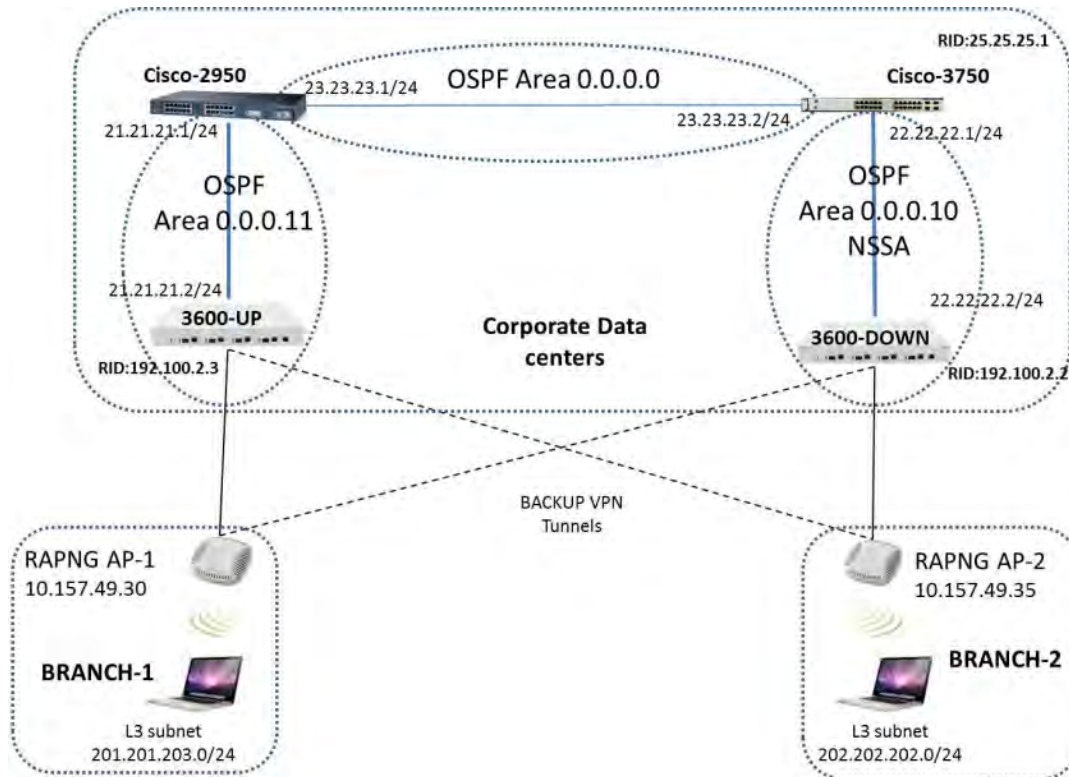 RID:25.25.25.1
Cisco-2950
OSPF Area 0.0.0.0
Cisco-3750
23.23.23.1/24
23.23.23.2/24
21.21.21.1/24
22.22.22.1/24
OSPF
Area 0.0.0.11
OSPF
Area 0.0.0.10
NSSA
21.21.21.2/24
22.22.22.2/24
3600-UP
3600-DOWN
Corporate Data
centers
RID:192.100.2.3
RID:192.100.2.2
BACKUP VPN
Tunnels
RAPNG AP-1
10.157.49.30
RAPNG AP-2
10.157.49.35
BRANCH-1
BRANCH-2
L3 subnet
201.201.203.0/24
L3 subnet
202.202.202.0/24